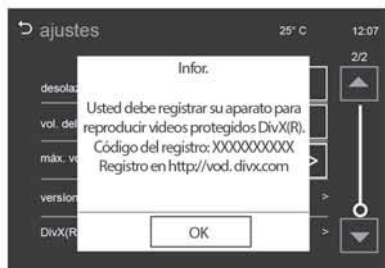 ajustes
25° C
12:07
2/2
Infor.
Usted debe registrar su aparato para
reproducir vídeos protegidos DivX(R).
Código del registro: XXXXXXXXXX
Registro en http://vod. divx.com
OK
desolaz
vol. del
máx. vo
version
DivX(R